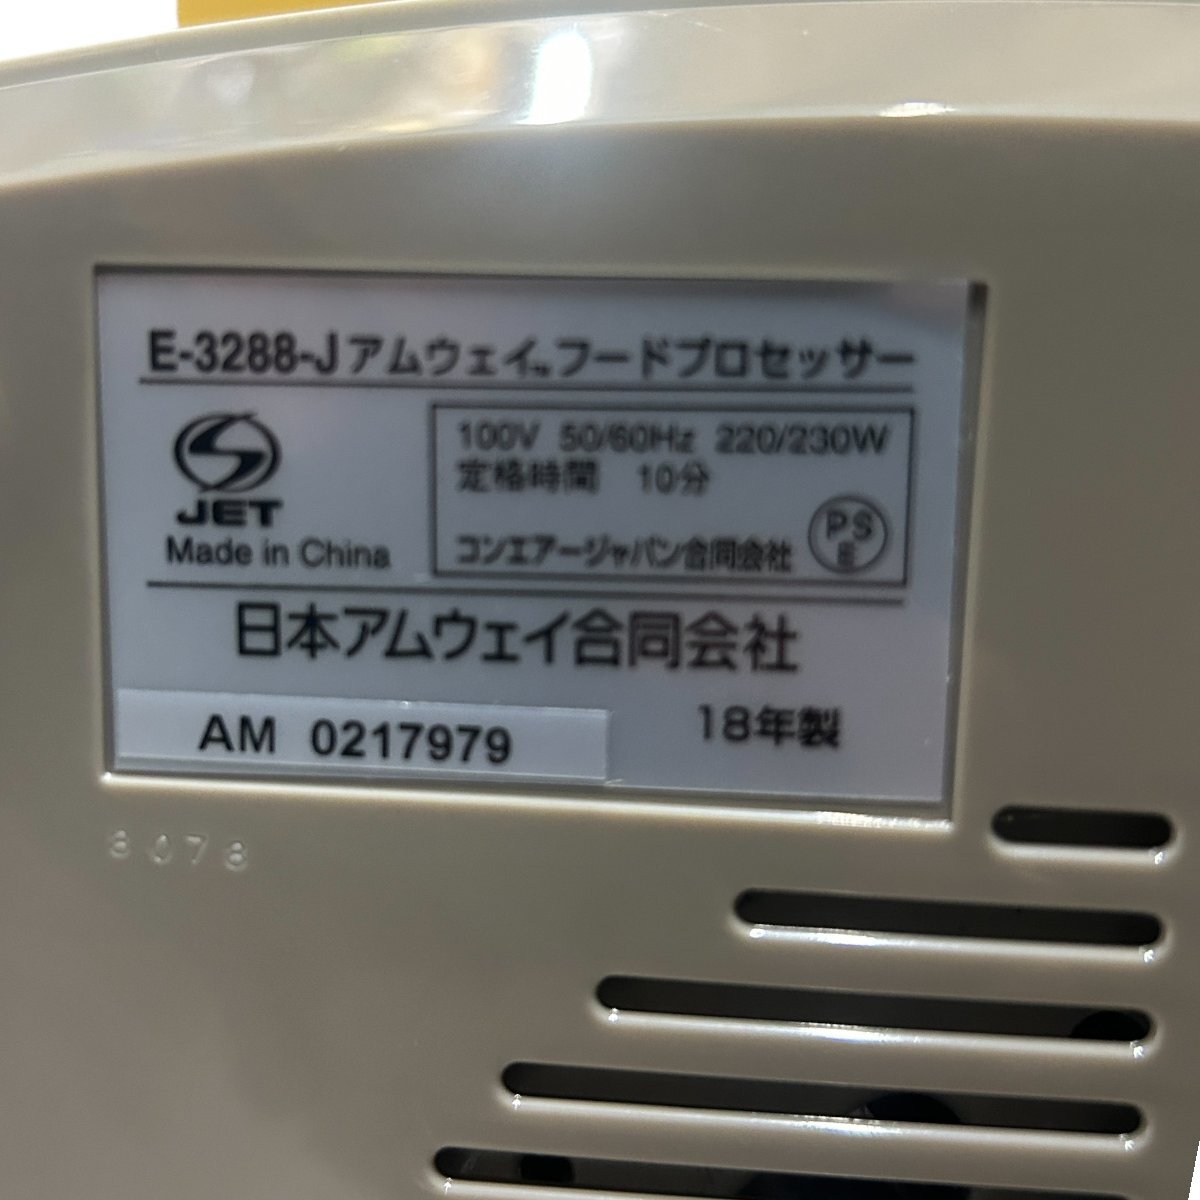 E-3288-J アムウェイ™フードプロセッサー
JET
Made in China
100V 50/60Hz 220/230W
定格時間 10分
コンエアージャパン合同会社
PS
E
日本アムウェイ合同会社
AM 0217979
18年製
8078